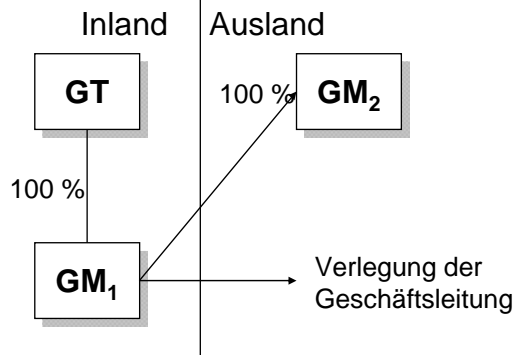 Inland Ausland
GT
100 % GM₂
100 %
GM₁
Verlegung der
Geschäftsleitung